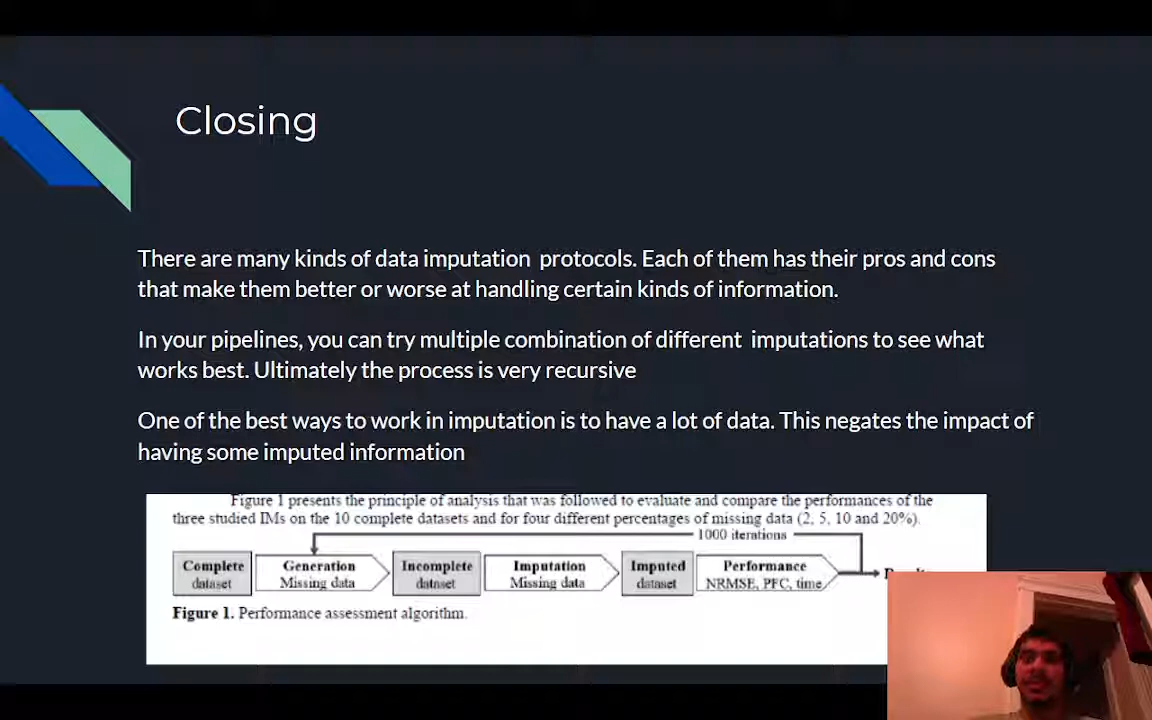 Closing
There are many kinds of data imputation protocols. Each of them has their pros and cons
that make them better or worse at handling certain kinds of information.
In your pipelines, you can try multiple combination of different imputations to see what
works best. Ultimately the process is very recursive
One of the best ways to work in imputation is to have a lot of data. This negates the impact of
having some imputed information
Figure 1 presents the principle of analysis that was followed to evaluate and compare the performances of the
three studied IMs on the 10 complete datasets and for four different percentages of missing data (2, 5, 10 and 20%).
1000 iterations
Complete
dataset
Generation
Missing data
Incomplete
dataset
Imputation
Missing data
Imputed
dataset
Performance
NRMSE, PFC, time
Figure 1. Performance assessment algorithm.